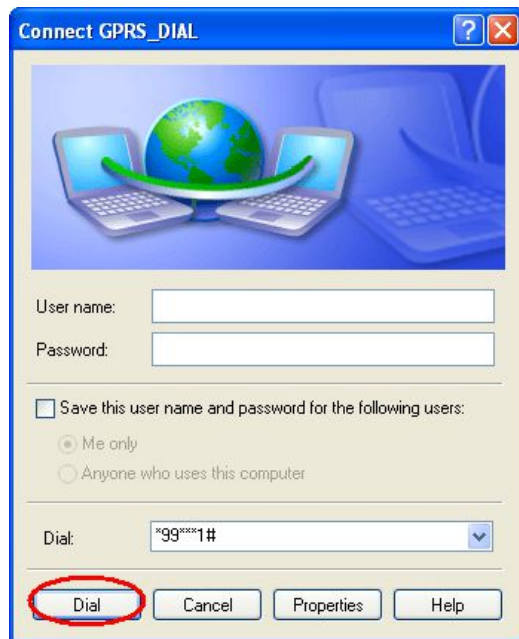 Connect GPRS_DIAL
User name:
Password:
Save this user name and password for the following users:
Me only
Anyone who uses this computer
Dial: *99***1#
Dial Cancel Properties Help